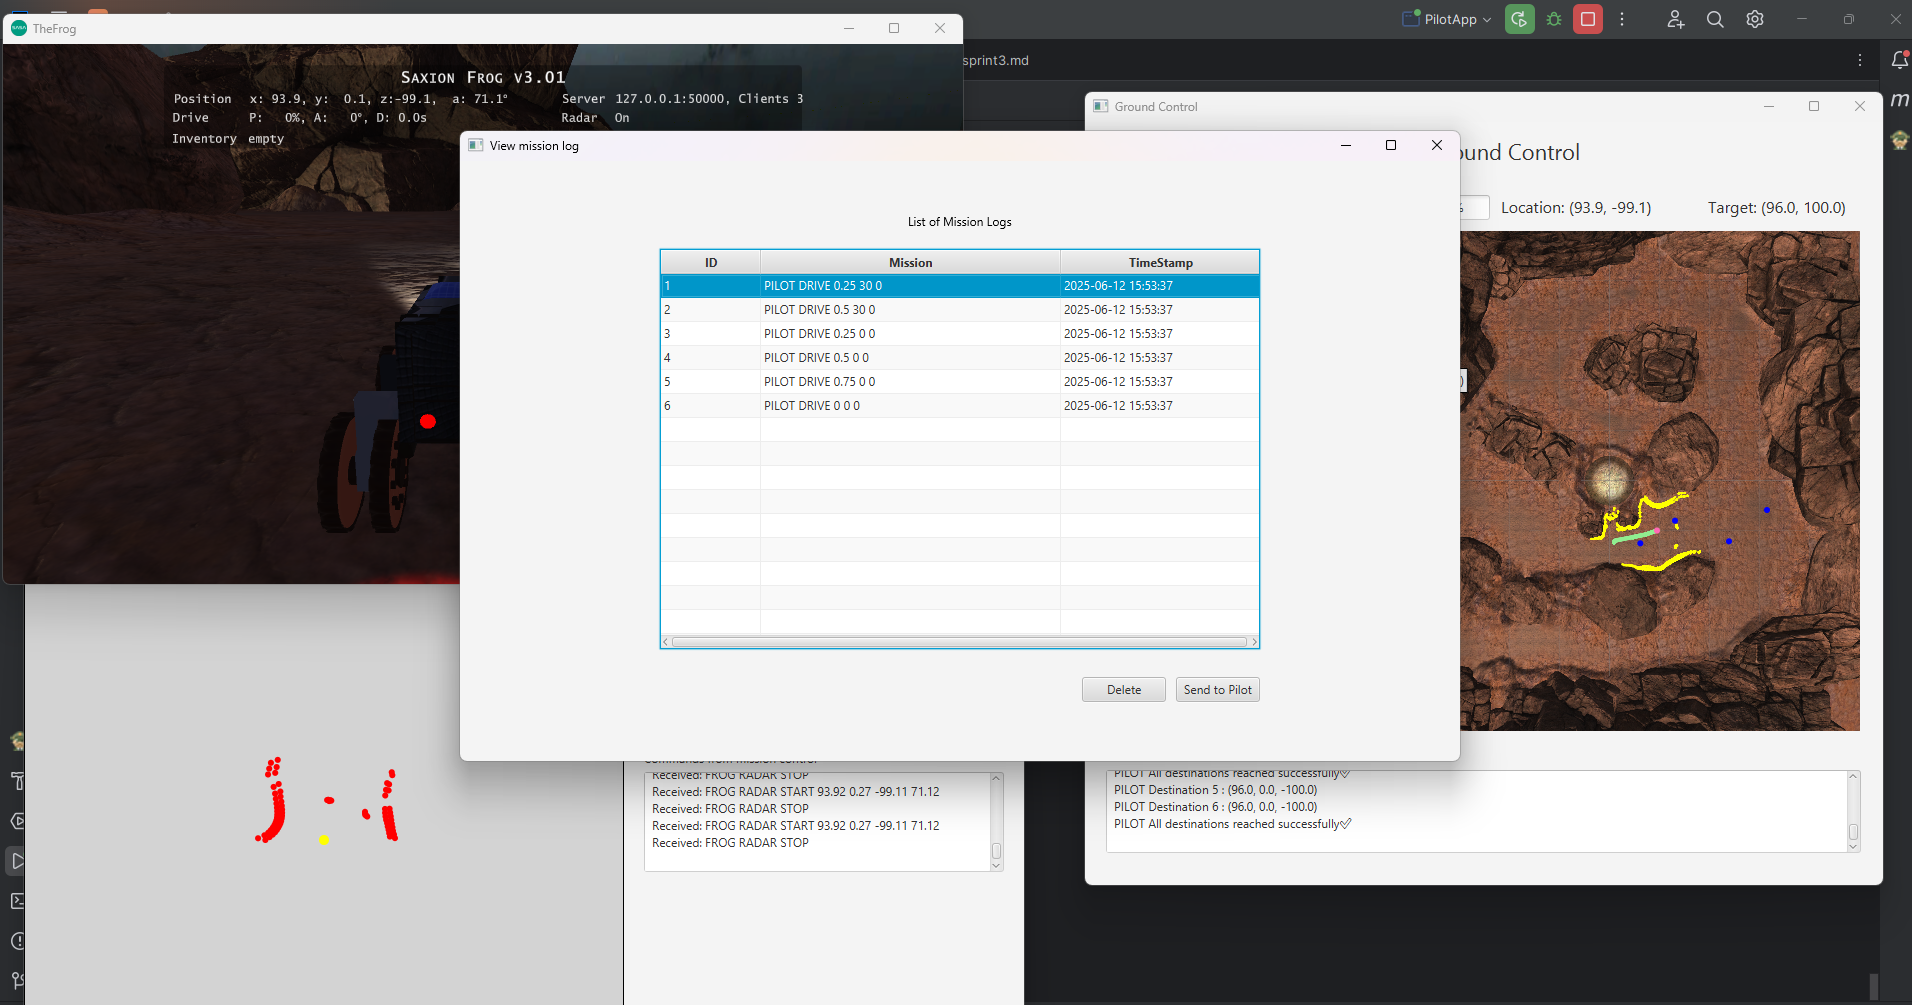 TheFrog
PilotApp
sprint3.md
SAXION FROG V3.01
Position x: 93.9, y: 0.1, z:-99.1, a: 71.1° Server 127.0.0.1:50000, Clients 3
Drive P: 0%, A: 0°, D: 0.0s Radar On
Inventory empty
Ground Control
und Control
%
Location: (93.9, -99.1) Target: (96.0, 100.0)
View mission log
List of Mission Logs
ID Mission TimeStamp
1 PILOT DRIVE 0.25 30 0 2025-06-12 15:53:37
2 PILOT DRIVE 0.5 30 0 2025-06-12 15:53:37
3 PILOT DRIVE 0.25 0 0 2025-06-12 15:53:37
4 PILOT DRIVE 0.5 0 0 2025-06-12 15:53:37
5 PILOT DRIVE 0.75 0 0 2025-06-12 15:53:37
6 PILOT DRIVE 0 0 0 2025-06-12 15:53:37
Delete Send to Pilot
Received: FROG RADAR STOP
Received: FROG RADAR START 93.92 0.27 -99.11 71.12
Received: FROG RADAR STOP
Received: FROG RADAR START 93.92 0.27 -99.11 71.12
Received: FROG RADAR STOP
PILOT All destinations reached successfully✅
PILOT Destination 5 : (96.0, 0.0, -100.0)
PILOT Destination 6 : (96.0, 0.0, -100.0)
PILOT All destinations reached successfully✅